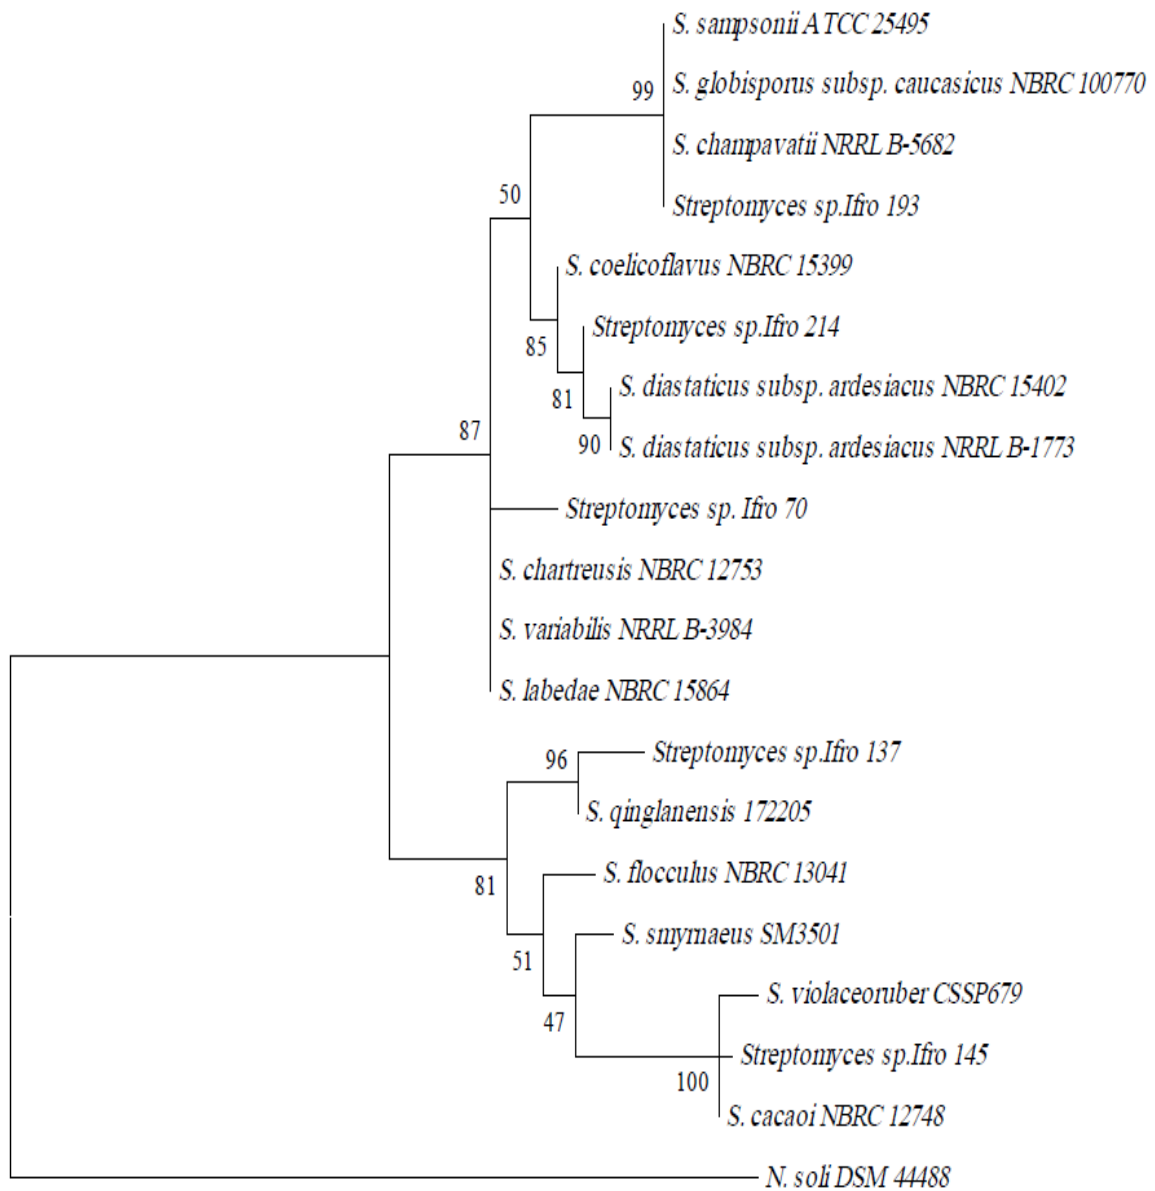 S. sampsonii ATCC 25495
99
S. globisporus subsp. caucasicus NBRC 100770
S. champavatii NRRL B-5682
50
Streptomyces sp.Ifro 193
S. coelicoflavus NBRC 15399
Streptomyces sp.Ifro 214
85
S. diastaticus subsp. ardesiacus NBRC 15402
81
87
90
S. diastaticus subsp. ardesiacus NRRL B-1773
Streptomyces sp. Ifro 70
S. chartreusis NBRC 12753
S. variabilis NRRL B-3984
S. labedae NBRC 15864
96
Streptomyces sp.Ifro 137
S. qinglanensis 172205
S. flocculus NBRC 13041
81
S. smyrnaeus SM3501
51
S. violaceoruber CSSP679
47
Streptomyces sp.Ifro 145
100
S. cacaoi NBRC 12748
N. soli DSM 44488